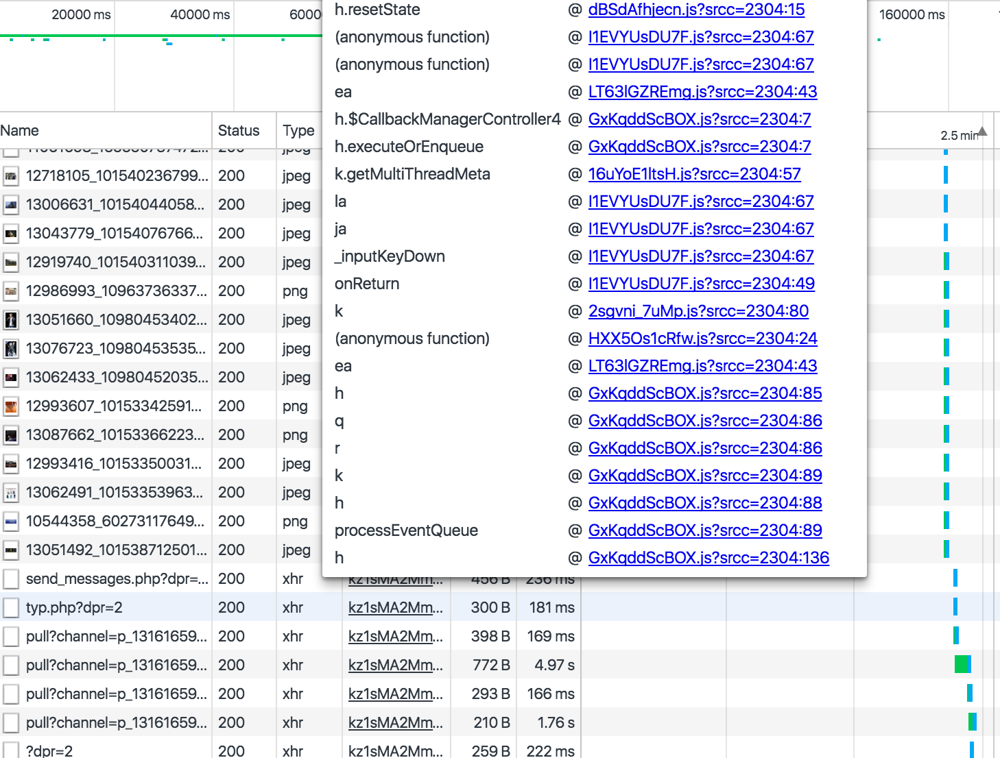 20000 ms 40000 ms 6000 160000 ms
h.resetState @ dBSdAfhjecn.js?srcc=2304:15
(anonymous function) @ I1EVYUsDU7F.js?srcc=2304:67
(anonymous function) @ I1EVYUsDU7F.js?srcc=2304:67
ea @ LT63lGZREmg.js?srcc=2304:43
h.$CallbackManagerController4 @ GxKqddScBOX.js?srcc=2304:7
Name Status Type 2.5 min
h.executeOrEnqueue @ GxKqddScBOX.js?srcc=2304:7
12718105_101540236799... 200 jpeg
k.getMultiThreadMeta @ 16uYoE1ltsH.js?srcc=2304:57
13006631_10154044058... 200 jpeg
la @ I1EVYUsDU7F.js?srcc=2304:67
13043779_10154076766... 200 jpeg
ja @ I1EVYUsDU7F.js?srcc=2304:67
12919740_101540311039... 200 jpeg
_inputKeyDown @ I1EVYUsDU7F.js?srcc=2304:67
12986993_10963736337... 200 png
onReturn @ I1EVYUsDU7F.js?srcc=2304:49
13051660_10980453402... 200 jpeg
k @ 2sgvni_7uMp.js?srcc=2304:80
13076723_10980453535... 200 jpeg
(anonymous function) @ HXX5Os1cRfw.js?srcc=2304:24
13062433_10980452035... 200 jpeg
ea @ LT63lGZREmg.js?srcc=2304:43
12993607_10153342591... 200 png
h @ GxKqddScBOX.js?srcc=2304:85
13087662_10153366223... 200 png
q @ GxKqddScBOX.js?srcc=2304:86
r @ GxKqddScBOX.js?srcc=2304:86
12993416_10153350031... 200 jpeg
k @ GxKqddScBOX.js?srcc=2304:89
13062491_10153353963... 200 jpeg
h @ GxKqddScBOX.js?srcc=2304:88
10544358_60273117649... 200 png
processEventQueue @ GxKqddScBOX.js?srcc=2304:89
13051492_101538712501... 200 jpeg
h @ GxKqddScBOX.js?srcc=2304:136
send_messages.php?dpr=... 200 xhr kz1sMA2Mm... 456 B 236 ms
typ.php?dpr=2 200 xhr kz1sMA2Mm... 300 B 181 ms
pull?channel=p_13161659... 200 xhr kz1sMA2Mm... 398 B 169 ms
pull?channel=p_13161659... 200 xhr kz1sMA2Mm... 772 B 4.97 s
pull?channel=p_13161659... 200 xhr kz1sMA2Mm... 293 B 166 ms
pull?channel=p_13161659... 200 xhr kz1sMA2Mm... 210 B 1.76 s
?dpr=2 200 xhr kz1sMA2Mm... 259 B 222 ms